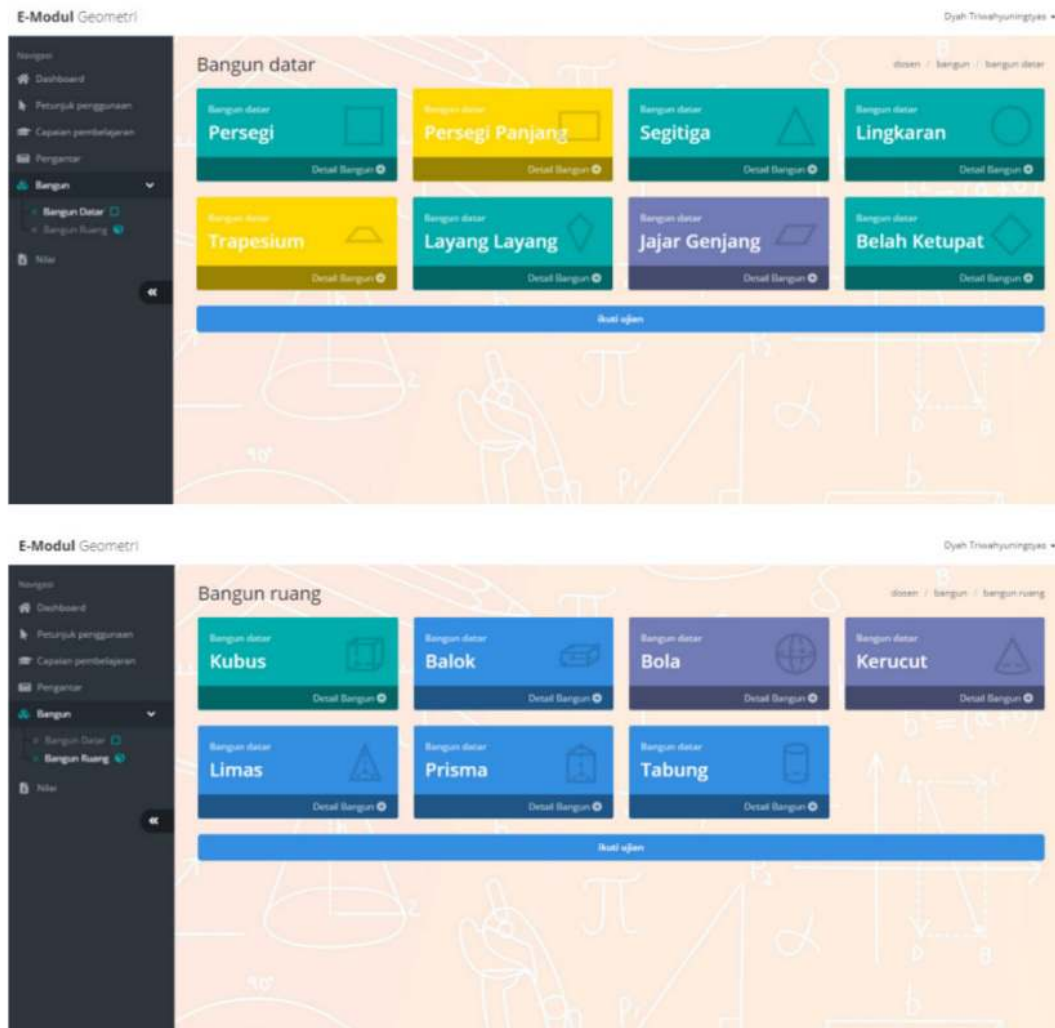 E-Modul Geometri
Dyah Triwahyuningtyas
Navigasi
Dashboard
Petunjuk penggunaan
Capaian pembelajaran
Pengantar
Bangun
Bangun Datar
Bangun Ruang
Nilai
Bangun datar
dosen / bangun / bangun datar
Bangun datar
Persegi
Detail Bangun
Bangun datar
Persegi Panjang
Detail Bangun
Bangun datar
Segitiga
Detail Bangun
Bangun datar
Lingkaran
Detail Bangun
Bangun datar
Trapesium
Detail Bangun
Bangun datar
Layang Layang
Detail Bangun
Bangun datar
Jajar Genjang
Detail Bangun
Bangun datar
Belah Ketupat
Detail Bangun
Ikuti ujian
E-Modul Geometri
Dyah Triwahyuningtyas
Navigasi
Dashboard
Petunjuk penggunaan
Capaian pembelajaran
Pengantar
Bangun
Bangun Datar
Bangun Ruang
Nilai
Bangun ruang
dosen / bangun / bangun ruang
Bangun datar
Kubus
Detail Bangun
Bangun datar
Balok
Detail Bangun
Bangun datar
Bola
Detail Bangun
Bangun datar
Kerucut
Detail Bangun
Bangun datar
Limas
Detail Bangun
Bangun datar
Prisma
Detail Bangun
Bangun datar
Tabung
Detail Bangun
Ikuti ujian